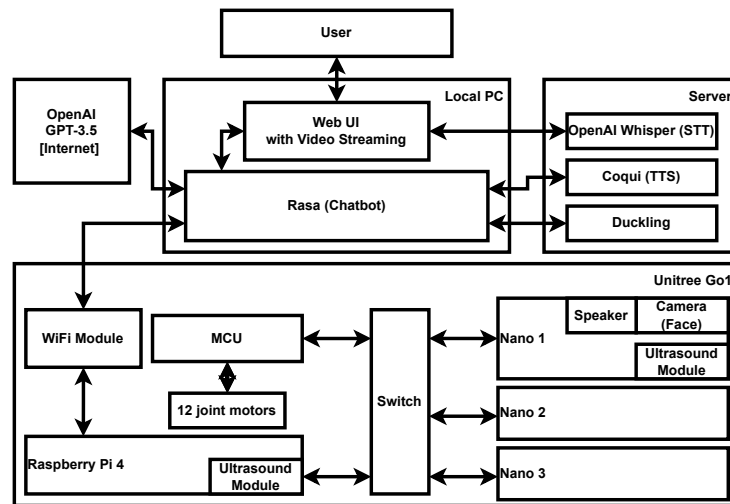 User
Local PC
Server
OpenAI
GPT-3.5
[Internet]
Web UI
with Video Streaming
OpenAI Whisper (STT)
Coqui (TTS)
Rasa (Chatbot)
Duckling
Unitree Go1
WiFi Module
MCU
Speaker
Camera
(Face)
Nano 1
Ultrasound
Module
12 joint motors
Switch
Nano 2
Raspberry Pi 4
Ultrasound
Module
Nano 3